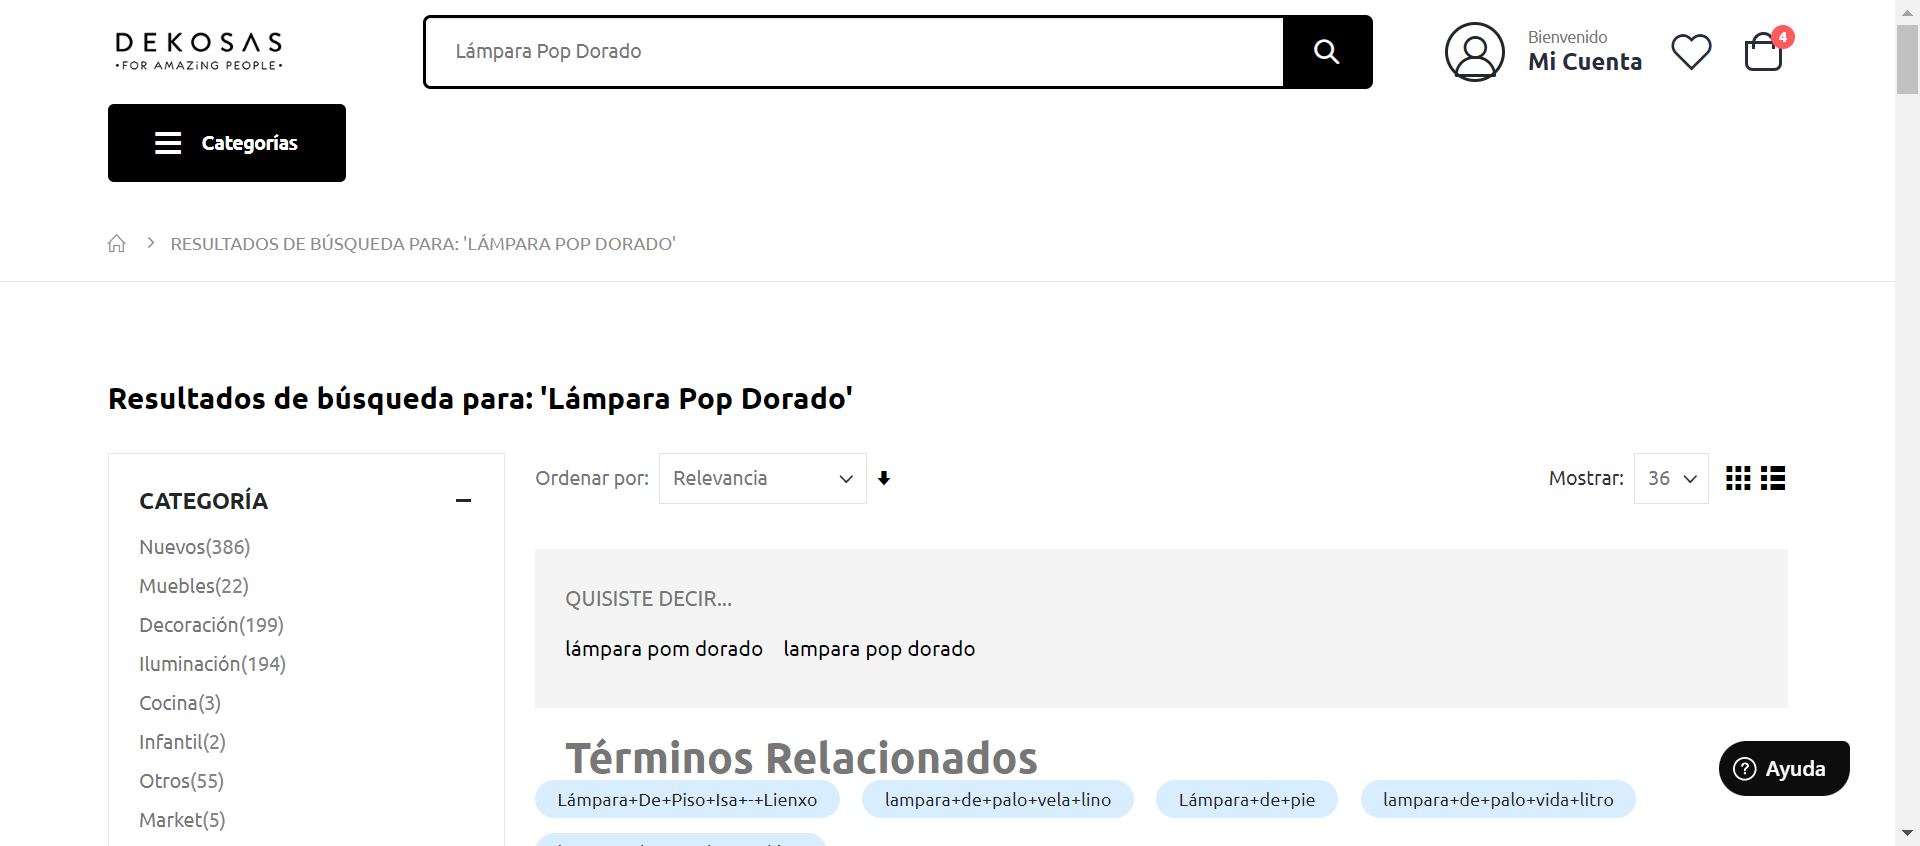 DEKOSAS
•FOR AMAZiNG PEOPLE•
Lámpara Pop Dorado
Bienvenido
Mi Cuenta
4
Categorías
RESULTADOS DE BÚSQUEDA PARA: 'LÁMPARA POP DORADO'
Resultados de búsqueda para: 'Lámpara Pop Dorado'
CATEGORÍA
Nuevos(386)
Muebles(22)
Decoración(199)
Iluminación(194)
Cocina(3)
Infantil(2)
Otros(55)
Market(5)
Ordenar por: Relevancia
Mostrar: 36
QUISISTE DECIR...
lámpara pom dorado lampara pop dorado
Términos Relacionados
Lámpara+De+Piso+Isa+-+Lienxo lampara+de+palo+vela+lino Lámpara+de+pie lampara+de+palo+vida+litro
Ayuda